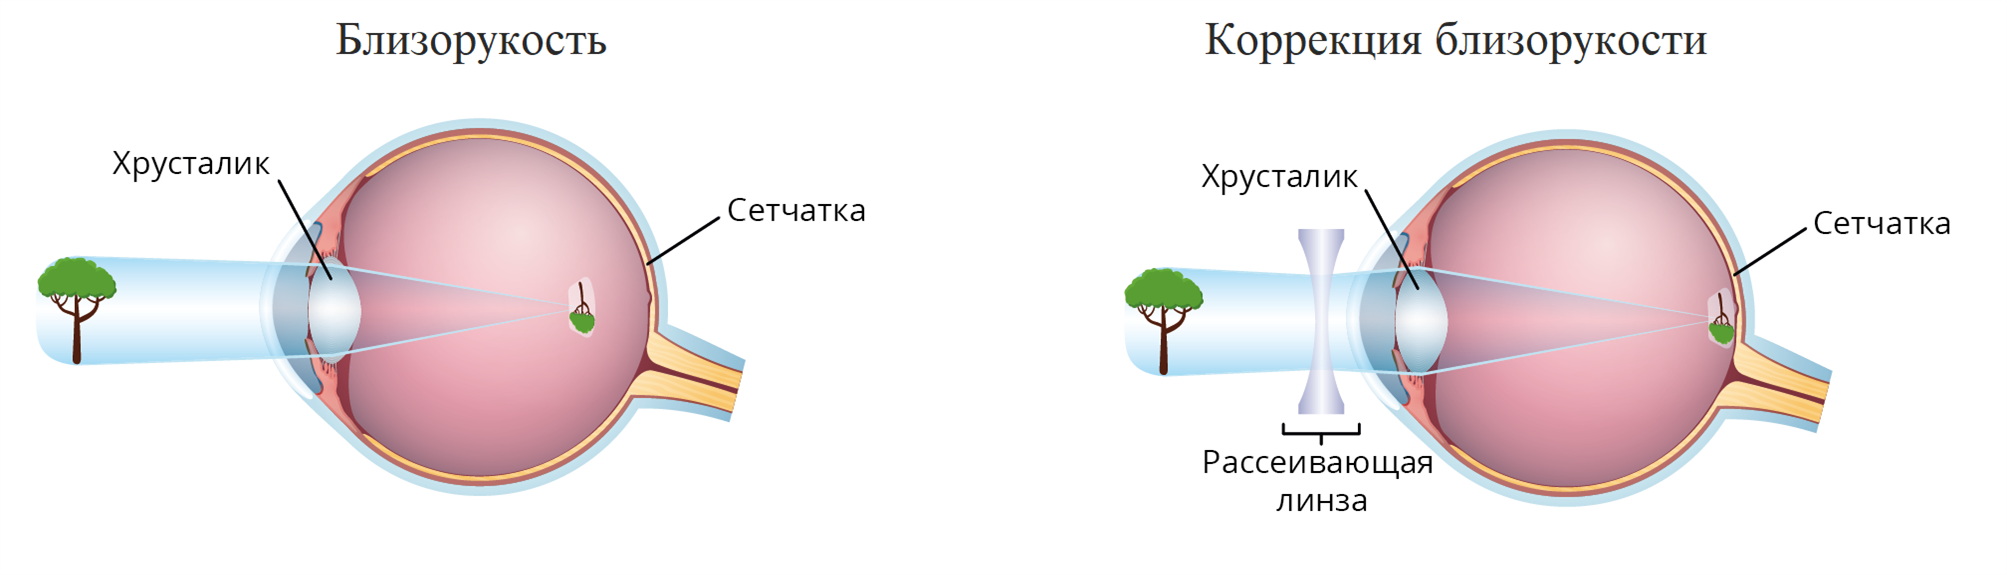 Близорукость
Хрусталик
Сетчатка
Коррекция близорукости
Хрусталик
Сетчатка
Рассеивающая
линза